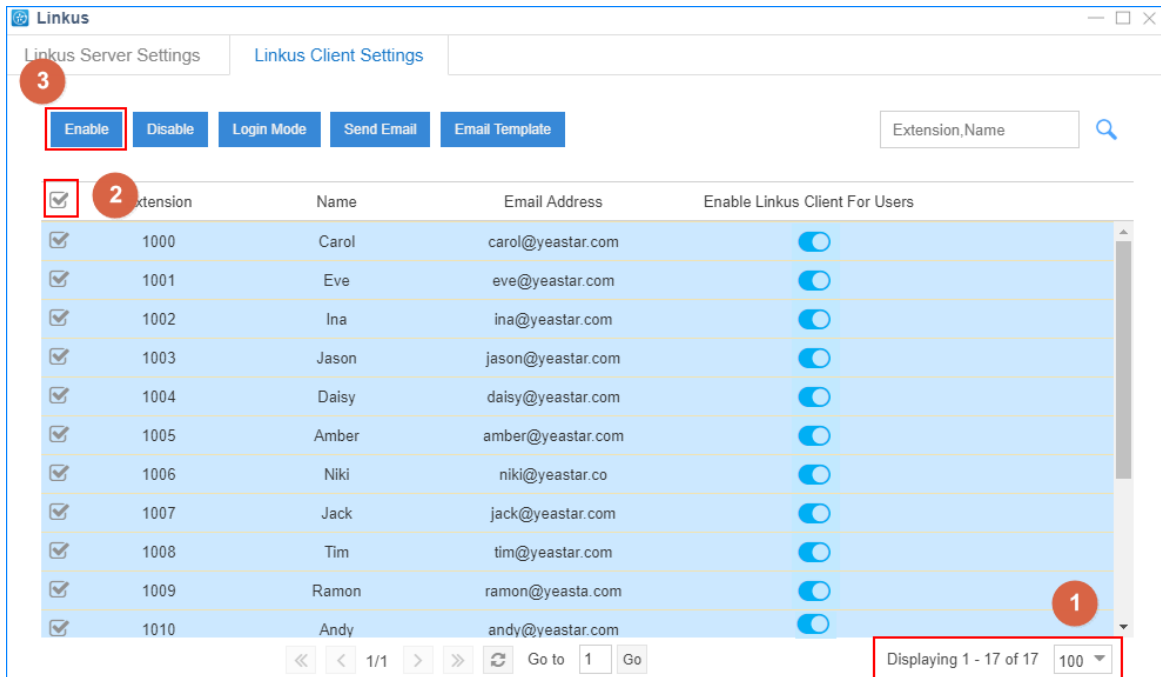 Linkus
Linkus Server Settings Linkus Client Settings
3
Enable Disable Login Mode Send Email Email Template Extension,Name
2 xtension Name Email Address Enable Linkus Client For Users
1000 Carol carol@yeastar.com
1001 Eve eve@yeastar.com
1002 Ina ina@yeastar.com
1003 Jason jason@yeastar.com
1004 Daisy daisy@yeastar.com
1005 Amber amber@yeastar.com
1006 Niki niki@yeastar.co
1007 Jack jack@yeastar.com
1008 Tim tim@yeastar.com
1009 Ramon ramon@yeasta.com
1
1010 Andy andy@yeastar.com
1/1 Go to 1 Go Displaying 1 - 17 of 17 100